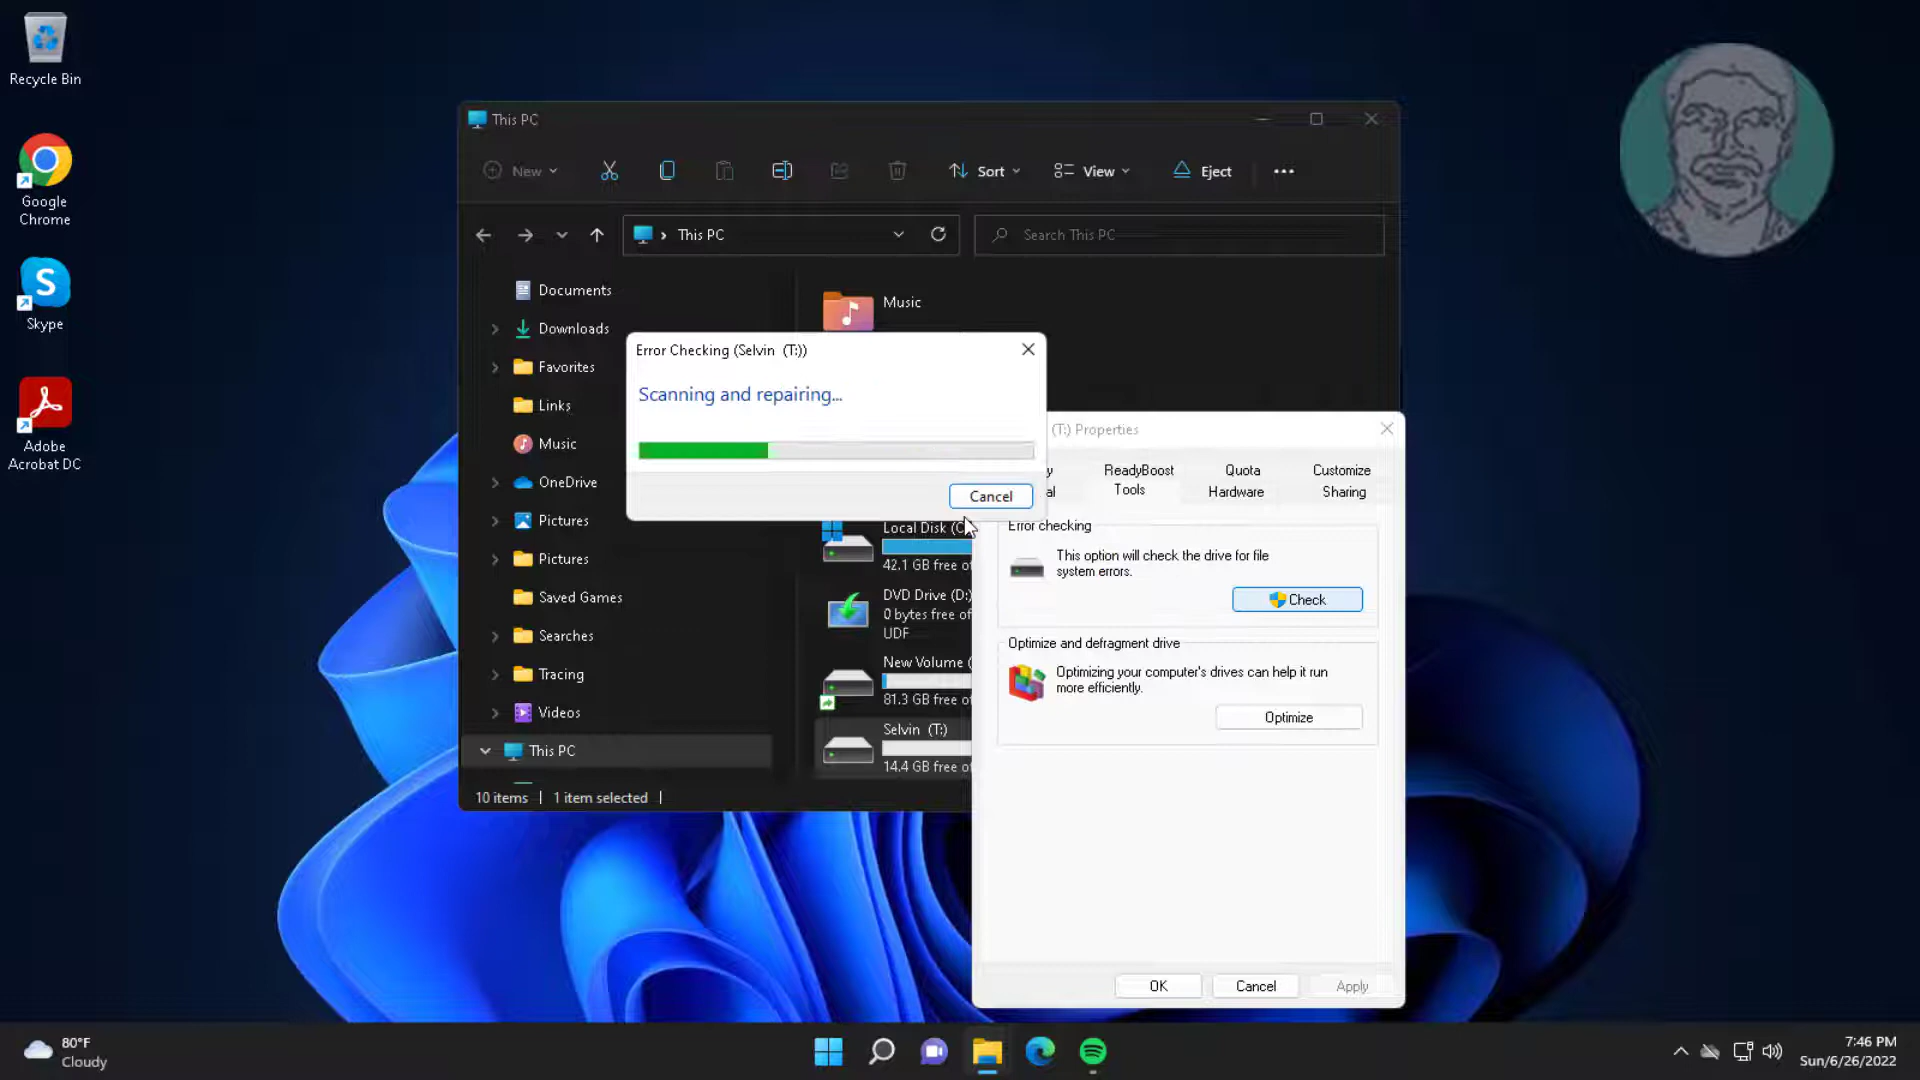 Recycle Bin
Google
Chrome
Skype
Adobe
Acrobat DC
This PC
New
Sort
View
Eject
This PC
Search This PC
Documents
Downloads
Favorites
Links
Music
OneDrive
Pictures
Pictures
Saved Games
Searches
Tracing
Videos
This PC
10 items
1 item selected
Music
Local Disk (C
42.1 GB free of
DVD Drive (D:)
0 bytes free of
UDF
New Volume (
81.3 GB free of
Selvin (T:)
14.4 GB free of
Error Checking (Selvin (T:))
Scanning and repairing...
Cancel
(T:) Properties
y ReadyBoost Quota Customize
al Tools Hardware Sharing
Error checking
This option will check the drive for file
system errors.
Check
Optimize and defragment drive
Optimizing your computer's drives can help it run
more efficiently.
Optimize
OK Cancel Apply
80°F
Cloudy
7:46 PM
Sun/6/26/2022